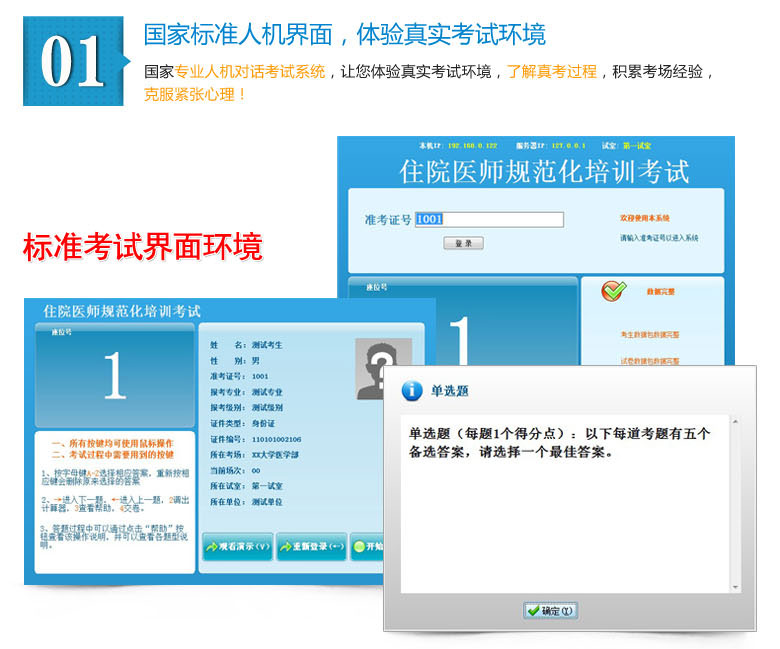 01
国家标准人机界面，体验真实考试环境
国家专业人机对话考试系统，让您体验真实考试环境，了解真考过程，积累考场经验，
克服紧张心理！
标准考试界面环境
本机IP：192.168.0.122 服务器IP：127.0.0.1 试室：第一试室
住院医师规范化培训考试
准考证号 1001
登录
欢迎使用本系统
请输入准考证号以进入系统
座位号
1
数据完整
考生数据包数据完整
试卷数据包数据完整
住院医师规范化培训考试
座位号
1
一、所有按键均可使用鼠标操作
二、考试过程中需要用到的按键
1、按字母键A-Z选择相应答案，重新按相
应键会删除原来选择的答案
2、→进入下一题，←进入上一题，2调出
计算器，3查看帮助，4交卷。
3、答题过程中可以通过点击“帮助”按
钮查看该操作说明，并可以查看各题型说
明。
姓 名：测试考生
性 别：男
准考证号：1001
报考专业：测试专业
报考级别：测试级别
证件类型：身份证
证件编号：110101002106
所在考场：XX大学医学部
当前场次：00
所在试室：第一试室
所在单位：测试单位
观看演示(V)
重新登录(←)
开始
单选题
单选题（每题1个得分点）：以下每道考题有五个
备选答案，请选择一个最佳答案。
确定(Y)